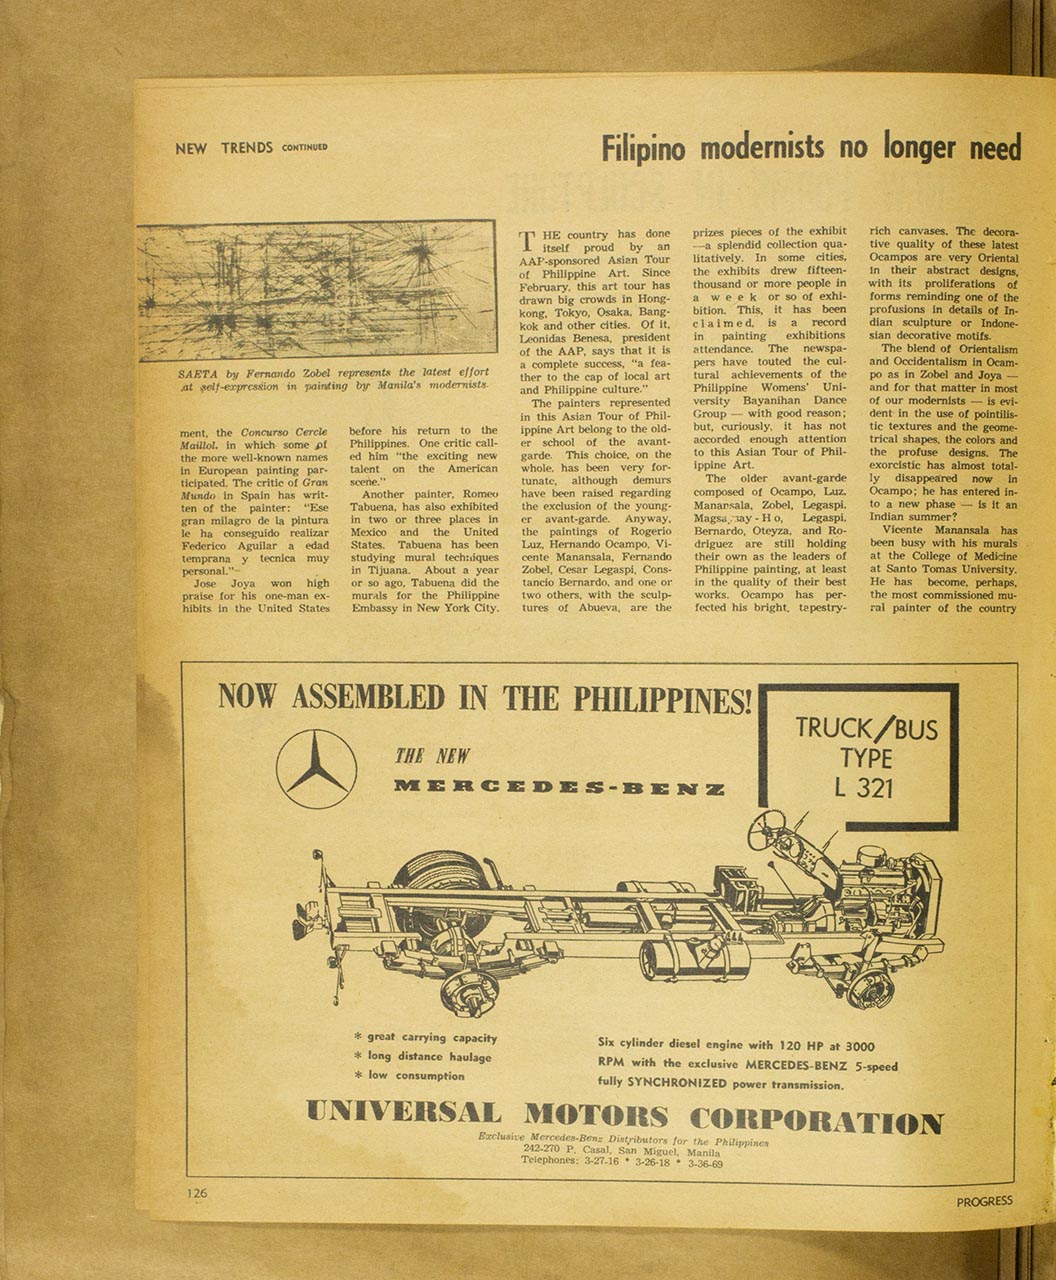 NEW TRENDS CONTINUED
Filipino modernists no longer need
SAETA by Fernando Zobel represents the latest effort
at self-expression in painting by Manila's modernists.
ment, the Concurso Cercle
Maillol, in which some of
the more well-known names
in European painting par-
ticipated. The critic of Gran
Mundo in Spain has writ-
ten of the painter: "Ese
gran milagro de la pintura
le ha conseguido realizar
Federico Aguilar a edad
temprana y tecnica muy
personal."
Jose Joya won high
praise for his one-man ex-
hibits in the United States
before his return to the
Philippines. One critic call-
ed him "the exciting new
talent on the American
scene."
Another painter, Romeo
Tabuena, has also exhibited
in two or three places in
Mexico and the United
States. Tabuena has been
studying mural techniques
in Tijuana. About a year
or so ago, Tabuena did the
murals for the Philippine
Embassy in New York City.
THE country has done
itself proud by an
AAP-sponsored Asian Tour
of Philippine Art. Since
February, this art tour has
drawn big crowds in Hong-
kong, Tokyo, Osaka, Bang-
kok and other cities. Of it,
Leonidas Benesa, president
of the AAP, says that it is
a complete success, "a fea-
ther to the cap of local art
and Philippine culture."
The painters represented
in this Asian Tour of Phil-
ippine Art belong to the old-
er school of the avant-
garde. This choice, on the
whole, has been very for-
tunate, although demurs
have been raised regarding
the exclusion of the young-
er avant-garde. Anyway,
the paintings of Rogerio
Luz, Hernando Ocampo, Vi-
cente Manansala, Fernando
Zobel, Cesar Legaspi, Cons-
tancio Bernardo, and one or
two others, with the sculp-
tures of Abueva, are the
prizes pieces of the exhibit
—a splendid collection qua-
litatively. In some cities,
the exhibits drew fifteen-
thousand or more people in
a week or so of exhi-
bition. This, it has been
claimed, is a record
in painting exhibitions
attendance. The newspa-
pers have touted the cul-
tural achievements of the
Philippine Womens' Uni-
versity Bayanihan Dance
Group — with good reason;
but, curiously, it has not
accorded enough attention
to this Asian Tour of Phil-
ippine Art.
The older avant-garde
composed of Ocampo, Luz,
Manansala, Zobel, Legaspi,
Magsaysay-Ho, Legaspi,
Bernardo, Oteyza, and Ro-
driguez are still holding
their own as the leaders of
Philippine painting, at least
in the quality of their best
works. Ocampo has per-
fected his bright, tapestry-
rich canvases. The decora-
tive quality of these latest
Ocampos are very Oriental
in their abstract designs,
with its proliferations of
forms reminding one of the
profusions in details of In-
dian sculpture or Indone-
sian decorative motifs.
The blend of Orientalism
and Occidentalism in Ocam-
po as in Zobel and Joya —
and for that matter in most
of our modernists — is evi-
dent in the use of pointilis-
tic textures and the geome-
trical shapes, the colors and
the profuse designs. The
exorcistic has almost total-
ly disappeared now in
Ocampo; he has entered in-
to a new phase — is it an
Indian summer?
Vicente Manansala has
been busy with his murals
at the College of Medicine
at Santo Tomas University.
He has become, perhaps,
the most commissioned mu-
ral painter of the country
NOW ASSEMBLED IN THE PHILIPPINES!
THE NEW
MERCEDES-BENZ
TRUCK/BUS
TYPE
L 321
* great carrying capacity
* long distance haulage
* low consumption
Six cylinder diesel engine with 120 HP at 3000
RPM with the exclusive MERCEDES-BENZ 5-speed
fully SYNCHRONIZED power transmission.
UNIVERSAL MOTORS CORPORATION
Exclusive Mercedes-Benz Distributors for the Philippines
242-270 P. Casal, San Miguel, Manila
Telephones: 3-27-16 * 3-26-18 * 3-36-69
126
PROGRESS